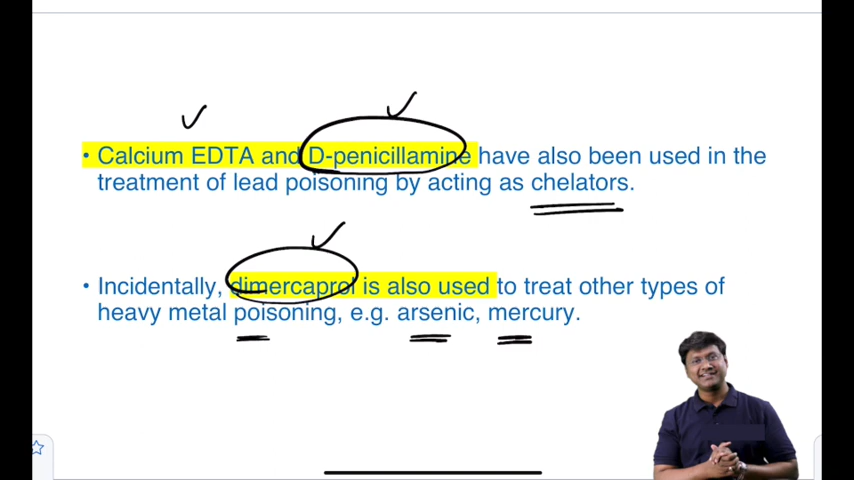 • Calcium EDTA and D-penicillamine have also been used in the
treatment of lead poisoning by acting as chelators.
• Incidentally, dimercaprol is also used to treat other types of
heavy metal poisoning, e.g. arsenic, mercury.